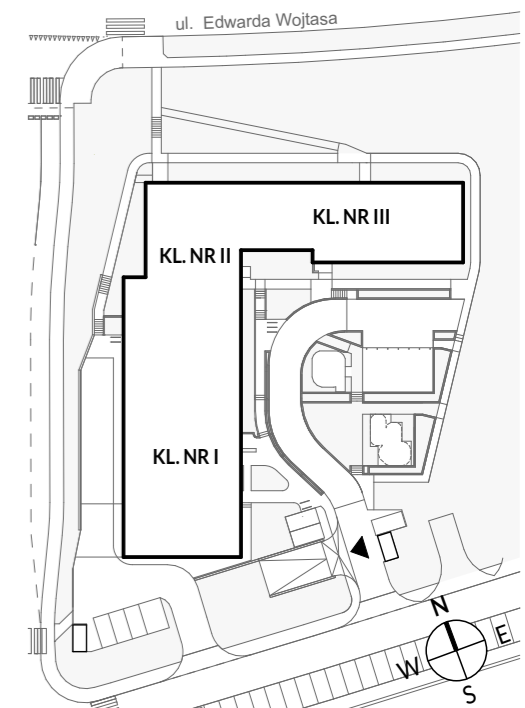 ul. Edwarda Wojtasa
KL. NR III
KL. NR II
KL. NR I
N
E
W
S